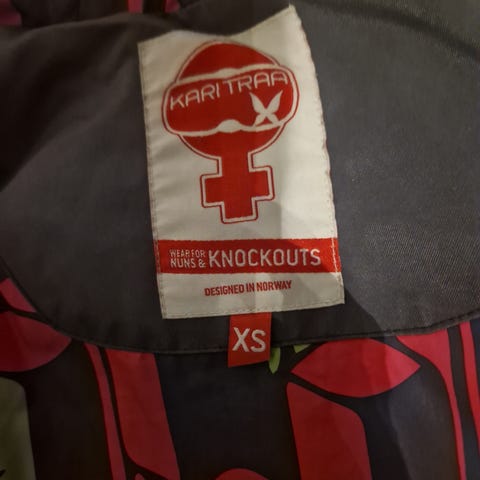 KARI TRAA
WEAR FOR
NUNS & KNOCKOUTS
DESIGNED IN NORWAY
XS